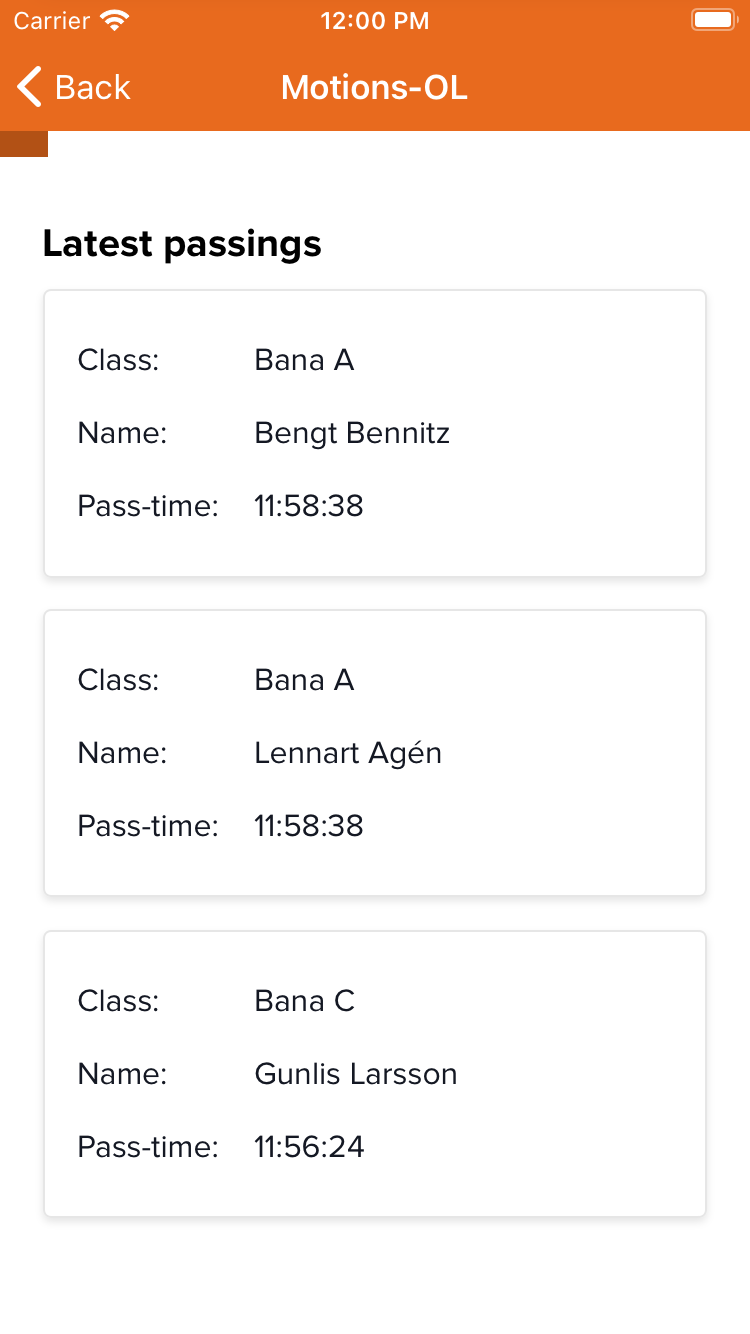 Carrier 12:00 PM
Back Motions-OL
Latest passings
Class: Bana A
Name: Bengt Bennitz
Pass-time: 11:58:38
Class: Bana A
Name: Lennart Agén
Pass-time: 11:58:38
Class: Bana C
Name: Gunlis Larsson
Pass-time: 11:56:24